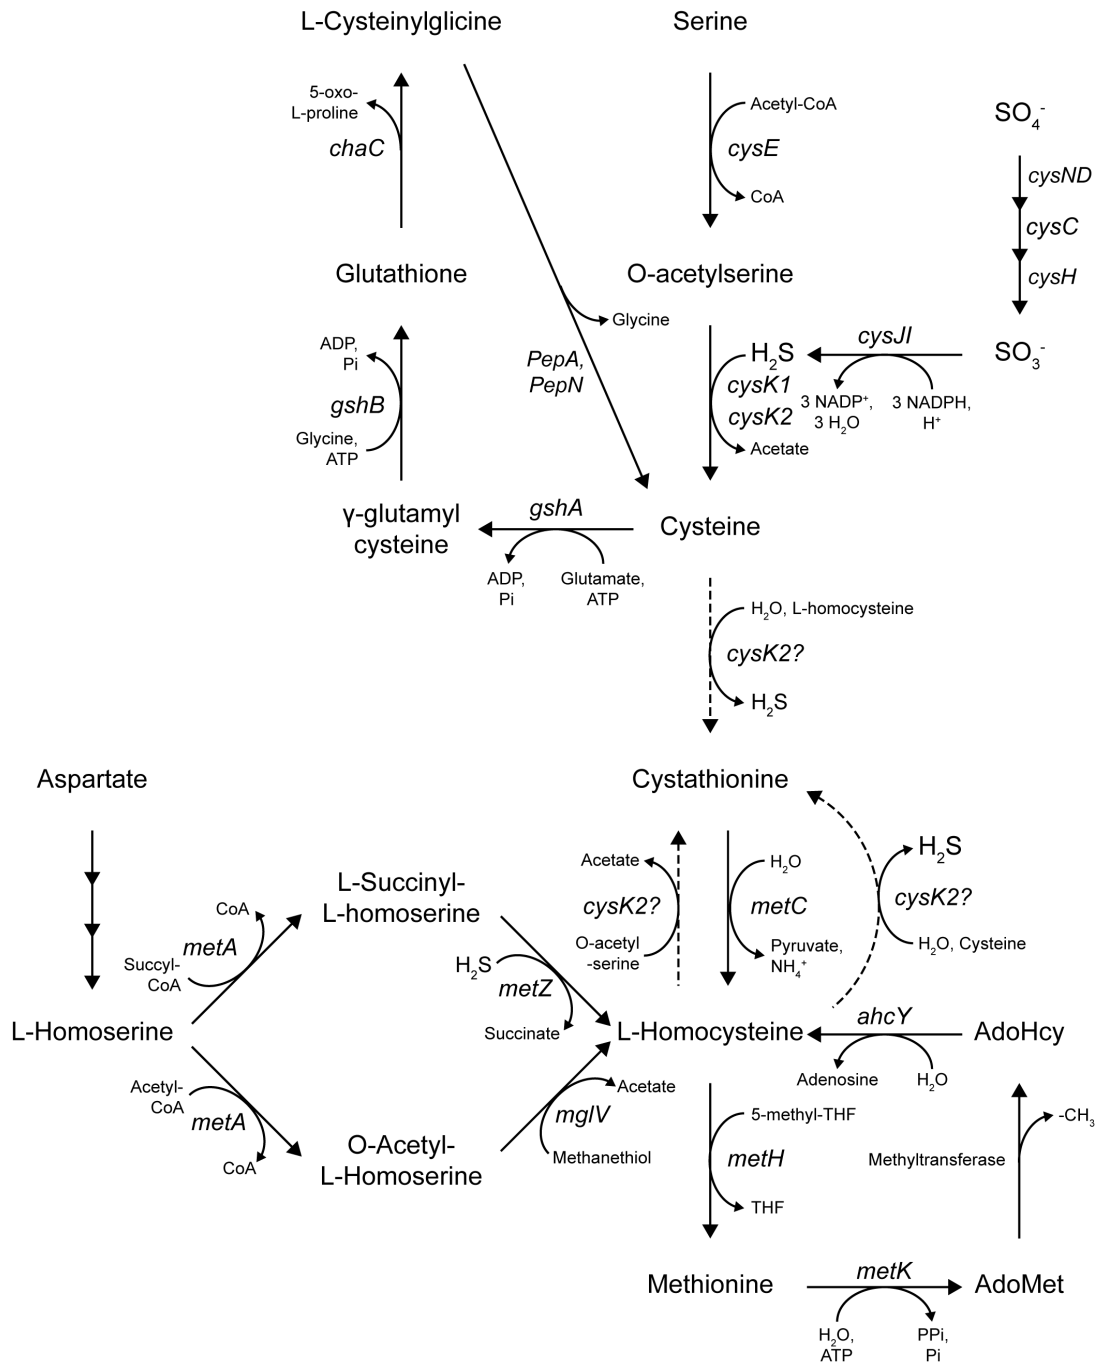 L-Cysteinylglicine
Serine
5-oxo-
L-proline
chaC
Acetyl-CoA
cysE
CoA
SO4-
cysND
cysC
cysH
Glutathione
O-acetylserine
Glycine
ADP,
Pi
gshB
Glycine,
ATP
PepA,
PepN
H2S
cysK1
cysK2
Acetate
cysJI
3 NADP+,
3 H2O
3 NADPH,
H+
SO3-
γ-glutamyl
cysteine
gshA
ADP,
Pi
Glutamate,
ATP
Cysteine
H2O, L-homocysteine
cysK2?
H2S
Aspartate
Cystathionine
Acetate
cysK2?
O-acetyl
-serine
H2O
metC
Pyruvate,
NH4+
H2S
cysK2?
H2O, Cysteine
L-Succinyl-
L-homoserine
CoA
metA
Succyl-
CoA
H2S
metZ
Succinate
L-Homoserine
L-Homocysteine
ahcY
Adenosine
H2O
AdoHcy
Acetyl-
CoA
metA
CoA
O-Acetyl-
L-Homoserine
Acetate
mglV
Methanethiol
5-methyl-THF
metH
THF
Methyltransferase
-CH3
Methionine
metK
H2O,
ATP
PPi,
Pi
AdoMet